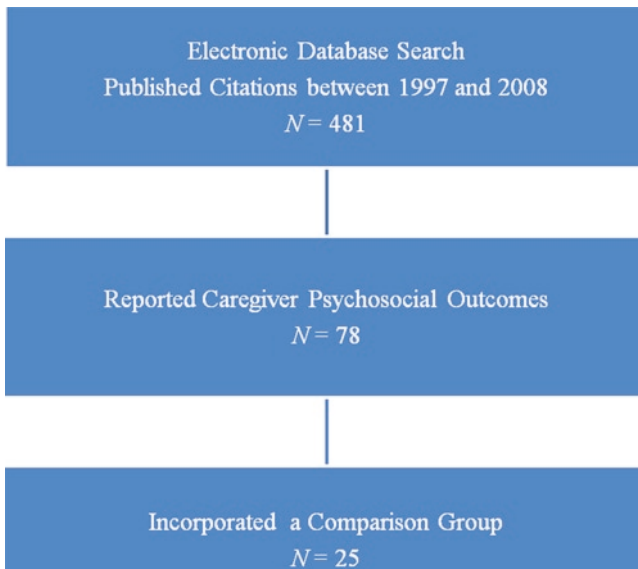 Electronic Database Search
Published Citations between 1997 and 2008
N = 481
Reported Caregiver Psychosocial Outcomes
N = 78
Incorporated a Comparison Group
N = 25